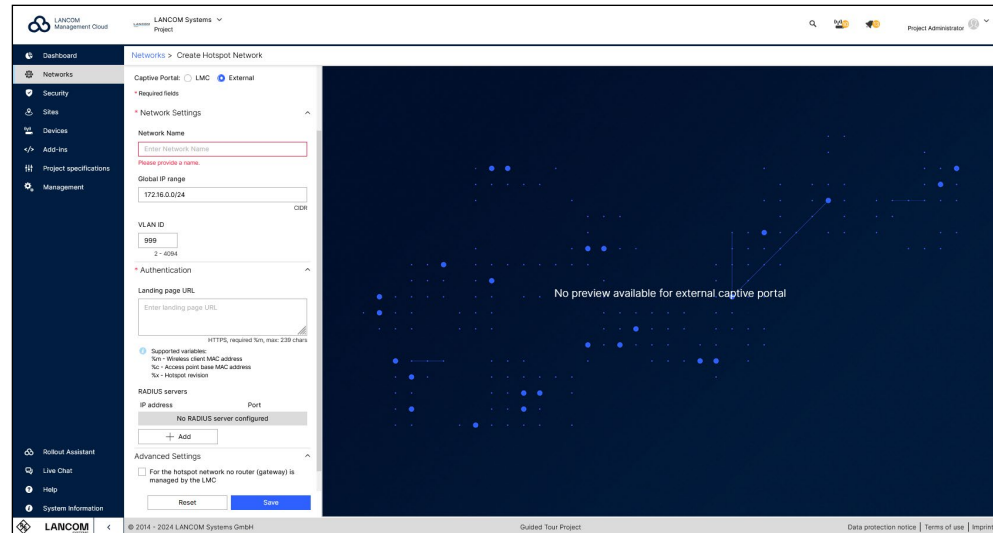 LANCOM
Management Cloud
LANCOM Systems
Project
Project Administrator
Dashboard
Networks
Security
Sites
Devices
Add-ins
Project specifications
Management
Rollout Assistant
Live Chat
Help
System Information
LANCOM
Networks > Create Hotspot Network
Captive Portal: LMC External
* Required fields
* Network Settings
Network Name
Enter Network Name
Please provide a name.
Global IP range
172.16.0.0/24
CIDR
VLAN ID
999
2 - 4094
* Authentication
Landing page URL
Enter landing page URL
HTTPS, required %m, max: 239 chars
Supported variables:
%m - Wireless client MAC address
%c - Access point base MAC address
%x - Hotspot revision
RADIUS servers
IP address Port
No RADIUS server configured
+ Add
Advanced Settings
For the hotspot network no router (gateway) is
managed by the LMC
Reset Save
No preview available for external captive portal
© 2014 - 2024 LANCOM Systems GmbH
Guided Tour Project
Data protection notice | Terms of use | Imprint